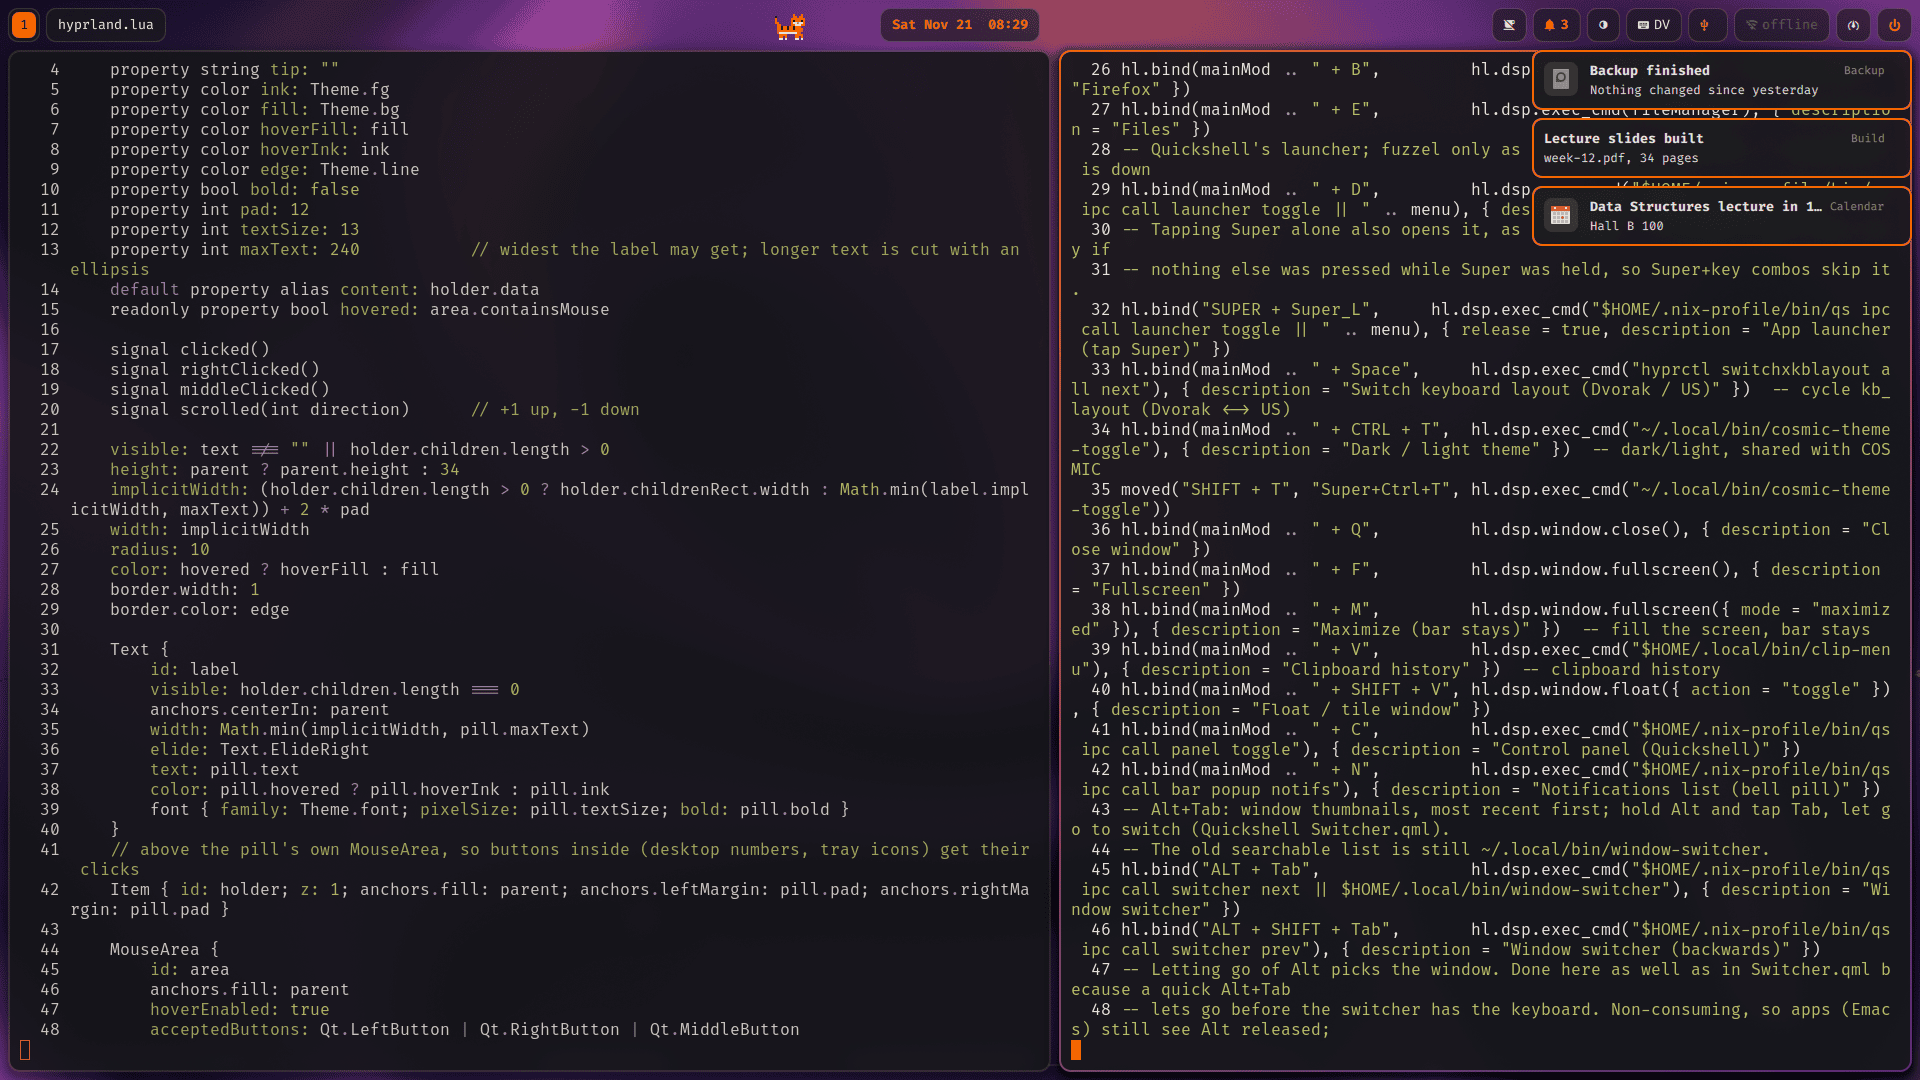 1 hyprland.lua
Sat Nov 21 08:29
3
DV
offline
4 property string tip: ""
5 property color ink: Theme.fg
6 property color fill: Theme.bg
7 property color hoverFill: fill
8 property color hoverInk: ink
9 property color edge: Theme.line
10 property bool bold: false
11 property int pad: 12
12 property int textSize: 13
13 property int maxText: 240 // widest the label may get; longer text is cut with an
ellipsis
14 default property alias content: holder.data
15 readonly property bool hovered: area.containsMouse
16
17 signal clicked()
18 signal rightClicked()
19 signal middleClicked()
20 signal scrolled(int direction) // +1 up, -1 down
21
22 visible: text !== "" || holder.children.length > 0
23 height: parent ? parent.height : 34
24 implicitWidth: (holder.children.length > 0 ? holder.childrenRect.width : Math.min(label.impl
icitWidth, maxText)) + 2 * pad
25 width: implicitWidth
26 radius: 10
27 color: hovered ? hoverFill : fill
28 border.width: 1
29 border.color: edge
30
31 Text {
32 id: label
33 visible: holder.children.length === 0
34 anchors.centerIn: parent
35 width: Math.min(implicitWidth, pill.maxText)
36 elide: Text.ElideRight
37 text: pill.text
38 color: pill.hovered ? pill.hoverInk : pill.ink
39 font { family: Theme.font; pixelSize: pill.textSize; bold: pill.bold }
40 }
41 // above the pill's own MouseArea, so buttons inside (desktop numbers, tray icons) get their
clicks
42 Item { id: holder; z: 1; anchors.fill: parent; anchors.leftMargin: pill.pad; anchors.rightMa
rgin: pill.pad }
43
44 MouseArea {
45 id: area
46 anchors.fill: parent
47 hoverEnabled: true
48 acceptedButtons: Qt.LeftButton | Qt.RightButton | Qt.MiddleButton
26 hl.bind(mainMod .. " + B", hl.dsp
"Firefox" })
27 hl.bind(mainMod .. " + E", hl.dsp.exec_cmd(fileManager), { descriptio
n = "Files" })
28 -- Quickshell's launcher; fuzzel only as
is down
29 hl.bind(mainMod .. " + D", hl.dsp
ipc call launcher toggle || " .. menu), { des
30 -- Tapping Super alone also opens it, as
y if
31 -- nothing else was pressed while Super was held, so Super+key combos skip it
.
32 hl.bind("SUPER + Super_L", hl.dsp.exec_cmd("$HOME/.nix-profile/bin/qs ipc
call launcher toggle || " .. menu), { release = true, description = "App launcher
(tap Super)" })
33 hl.bind(mainMod .. " + Space", hl.dsp.exec_cmd("hyprctl switchxkblayout a
ll next"), { description = "Switch keyboard layout (Dvorak / US)" }) -- cycle kb_
layout (Dvorak <-> US)
34 hl.bind(mainMod .. " + CTRL + T", hl.dsp.exec_cmd("~/.local/bin/cosmic-theme
-toggle"), { description = "Dark / light theme" }) -- dark/light, shared with COS
MIC
35 moved("SHIFT + T", "Super+Ctrl+T", hl.dsp.exec_cmd("~/.local/bin/cosmic-theme
-toggle"))
36 hl.bind(mainMod .. " + Q", hl.dsp.window.close(), { description = "Cl
ose window" })
37 hl.bind(mainMod .. " + F", hl.dsp.window.fullscreen(), { description
= "Fullscreen" })
38 hl.bind(mainMod .. " + M", hl.dsp.window.fullscreen({ mode = "maximiz
ed" }), { description = "Maximize (bar stays)" }) -- fill the screen, bar stays
39 hl.bind(mainMod .. " + V", hl.dsp.exec_cmd("$HOME/.local/bin/clip-men
u"), { description = "Clipboard history" }) -- clipboard history
40 hl.bind(mainMod .. " + SHIFT + V", hl.dsp.window.float({ action = "toggle" })
, { description = "Float / tile window" })
41 hl.bind(mainMod .. " + C", hl.dsp.exec_cmd("$HOME/.nix-profile/bin/qs
ipc call panel toggle"), { description = "Control panel (Quickshell)" })
42 hl.bind(mainMod .. " + N", hl.dsp.exec_cmd("$HOME/.nix-profile/bin/qs
ipc call bar popup notifs"), { description = "Notifications list (bell pill)" })
43 -- Alt+Tab: window thumbnails, most recent first; hold Alt and tap Tab, let g
o to switch (Quickshell Switcher.qml).
44 -- The old searchable list is still ~/.local/bin/window-switcher.
45 hl.bind("ALT + Tab", hl.dsp.exec_cmd("$HOME/.nix-profile/bin/qs
ipc call switcher next || $HOME/.local/bin/window-switcher"), { description = "Wi
ndow switcher" })
46 hl.bind("ALT + SHIFT + Tab", hl.dsp.exec_cmd("$HOME/.nix-profile/bin/qs
ipc call switcher prev"), { description = "Window switcher (backwards)" })
47 -- Letting go of Alt picks the window. Done here as well as in Switcher.qml b
ecause a quick Alt+Tab
48 -- lets go before the switcher has the keyboard. Non-consuming, so apps (Emac
s) still see Alt released;
Backup finished Backup
Nothing changed since yesterday
Lecture slides built Build
week-12.pdf, 34 pages
Data Structures lecture in 1… Calendar
Hall B 100